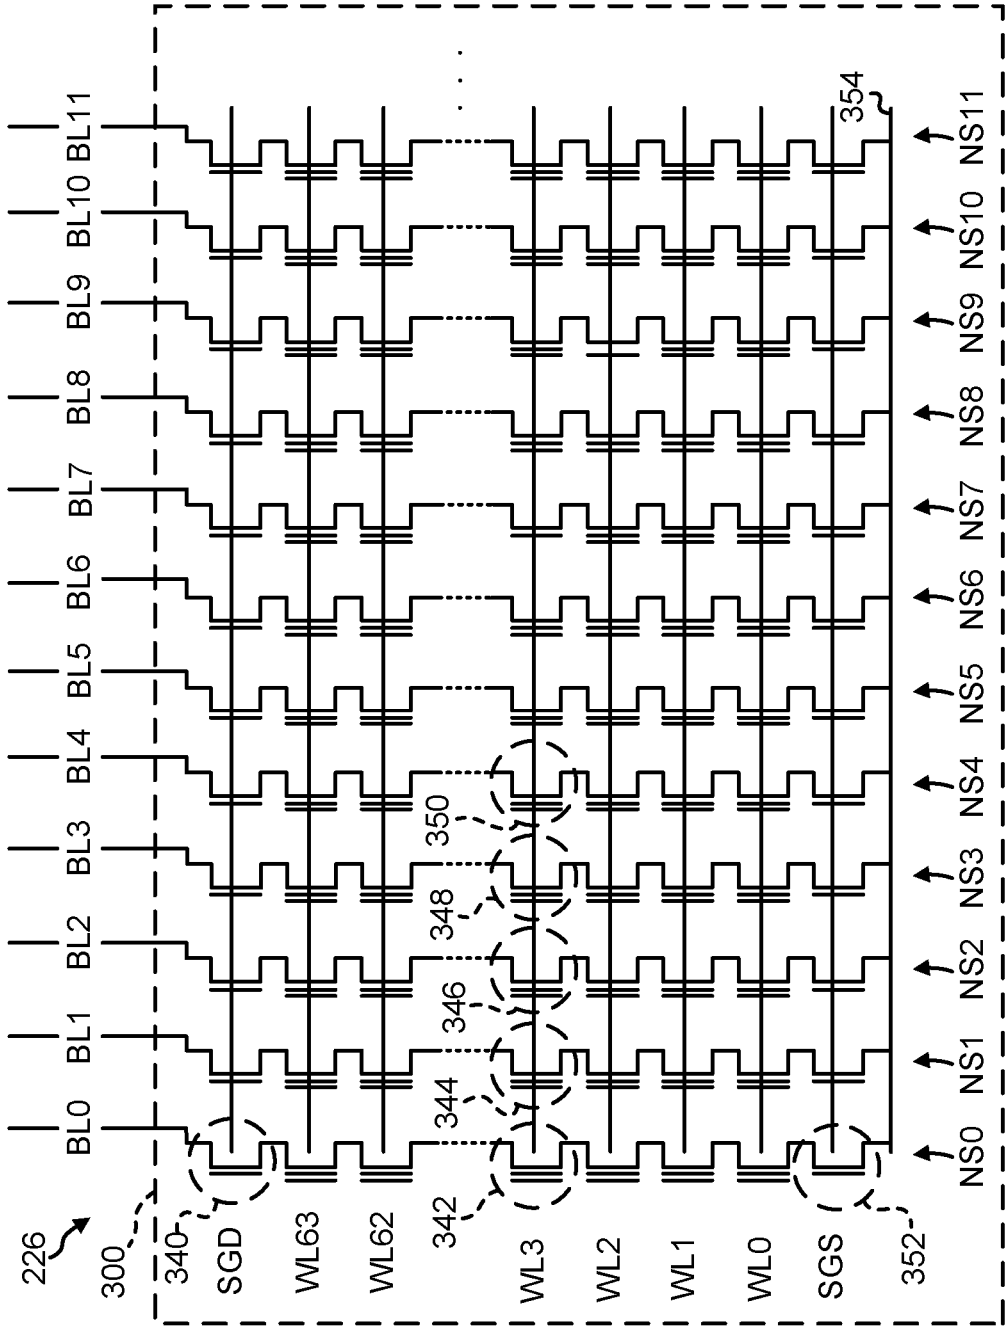 BL0 BL1 BL2 BL3 BL4 BL5 BL6 BL7 BL8 BL9 BL10 BL11
226
300
340
SGD
WL63
WL62
342 344 346 348 350
WL3
WL2
WL1
WL0
SGS
352
354
NS0 NS1 NS2 NS3 NS4 NS5 NS6 NS7 NS8 NS9 NS10 NS11